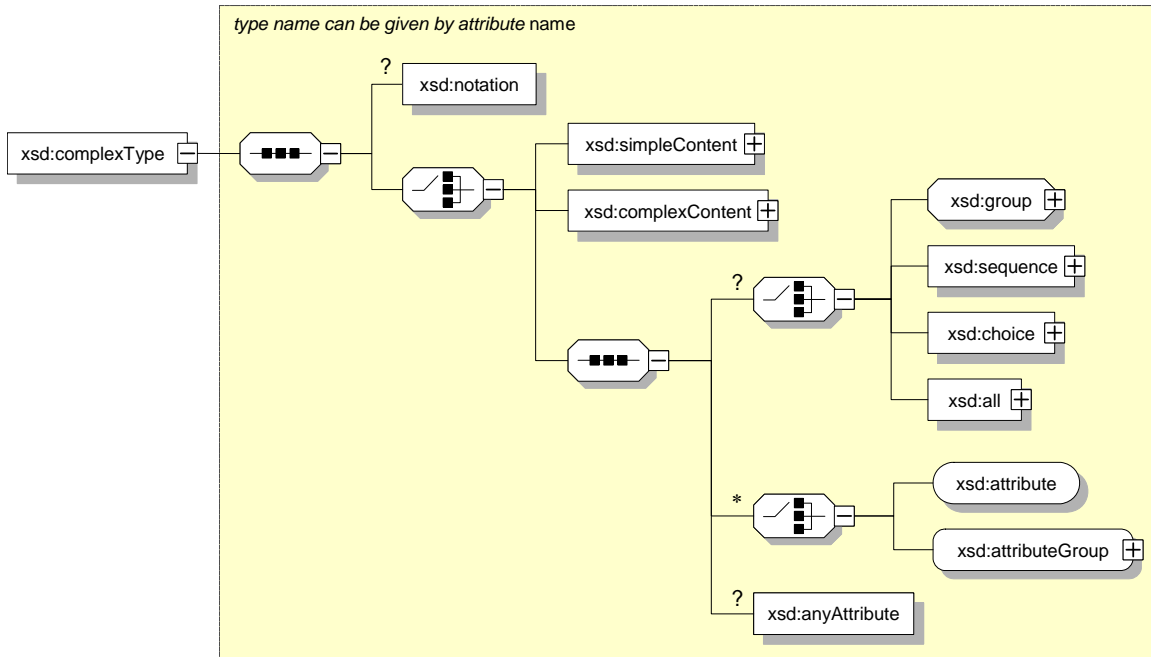 type name can be given by attribute name
?
xsd:notation
xsd:complexType
xsd:simpleContent
xsd:complexContent
xsd:group
xsd:sequence
?
xsd:choice
xsd:all
*
xsd:attribute
xsd:attributeGroup
?
xsd:anyAttribute